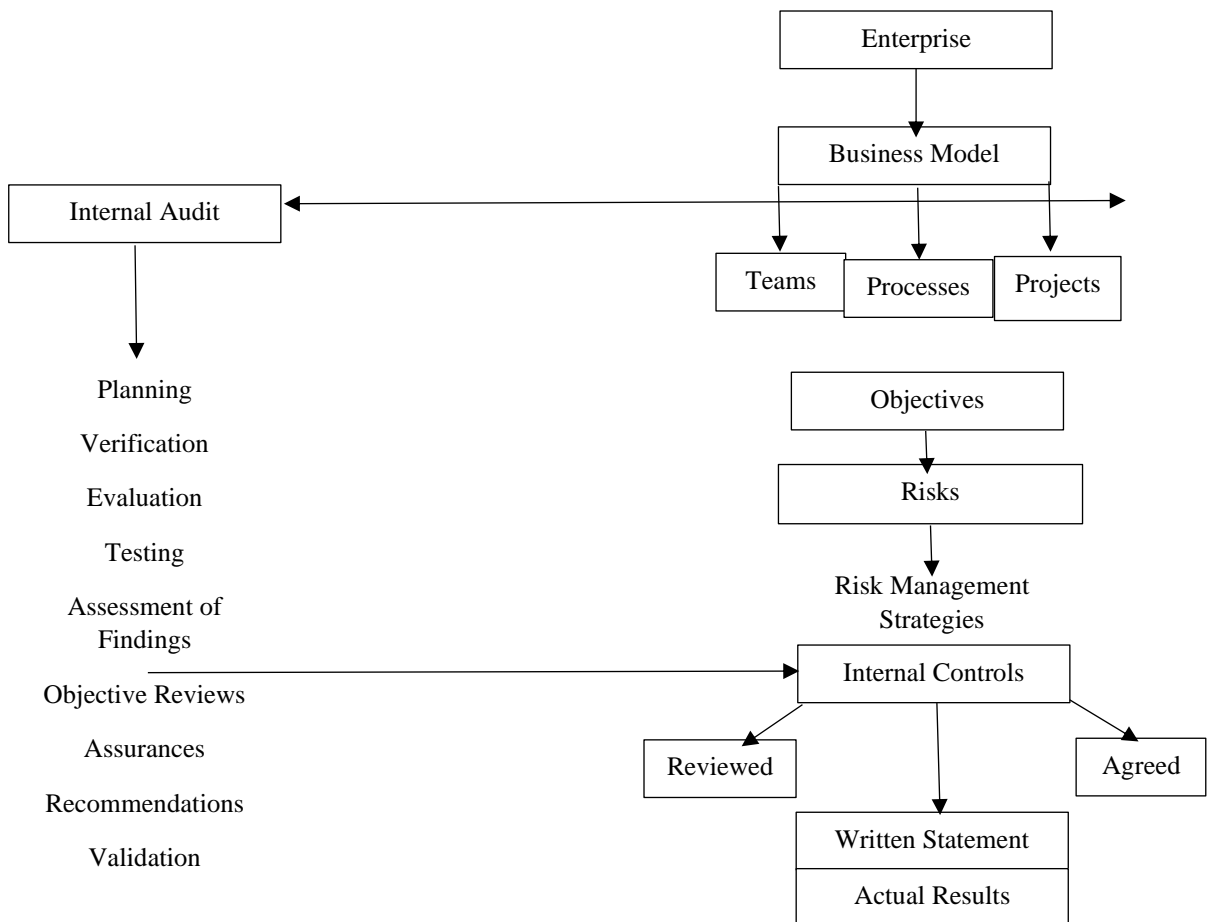 Enterprise
Business Model
Internal Audit
Teams
Processes
Projects
Planning
Verification
Evaluation
Testing
Assessment of
Findings
Objective Reviews
Assurances
Recommendations
Validation
Objectives
Risks
Risk Management
Strategies
Internal Controls
Reviewed
Agreed
Written Statement
Actual Results